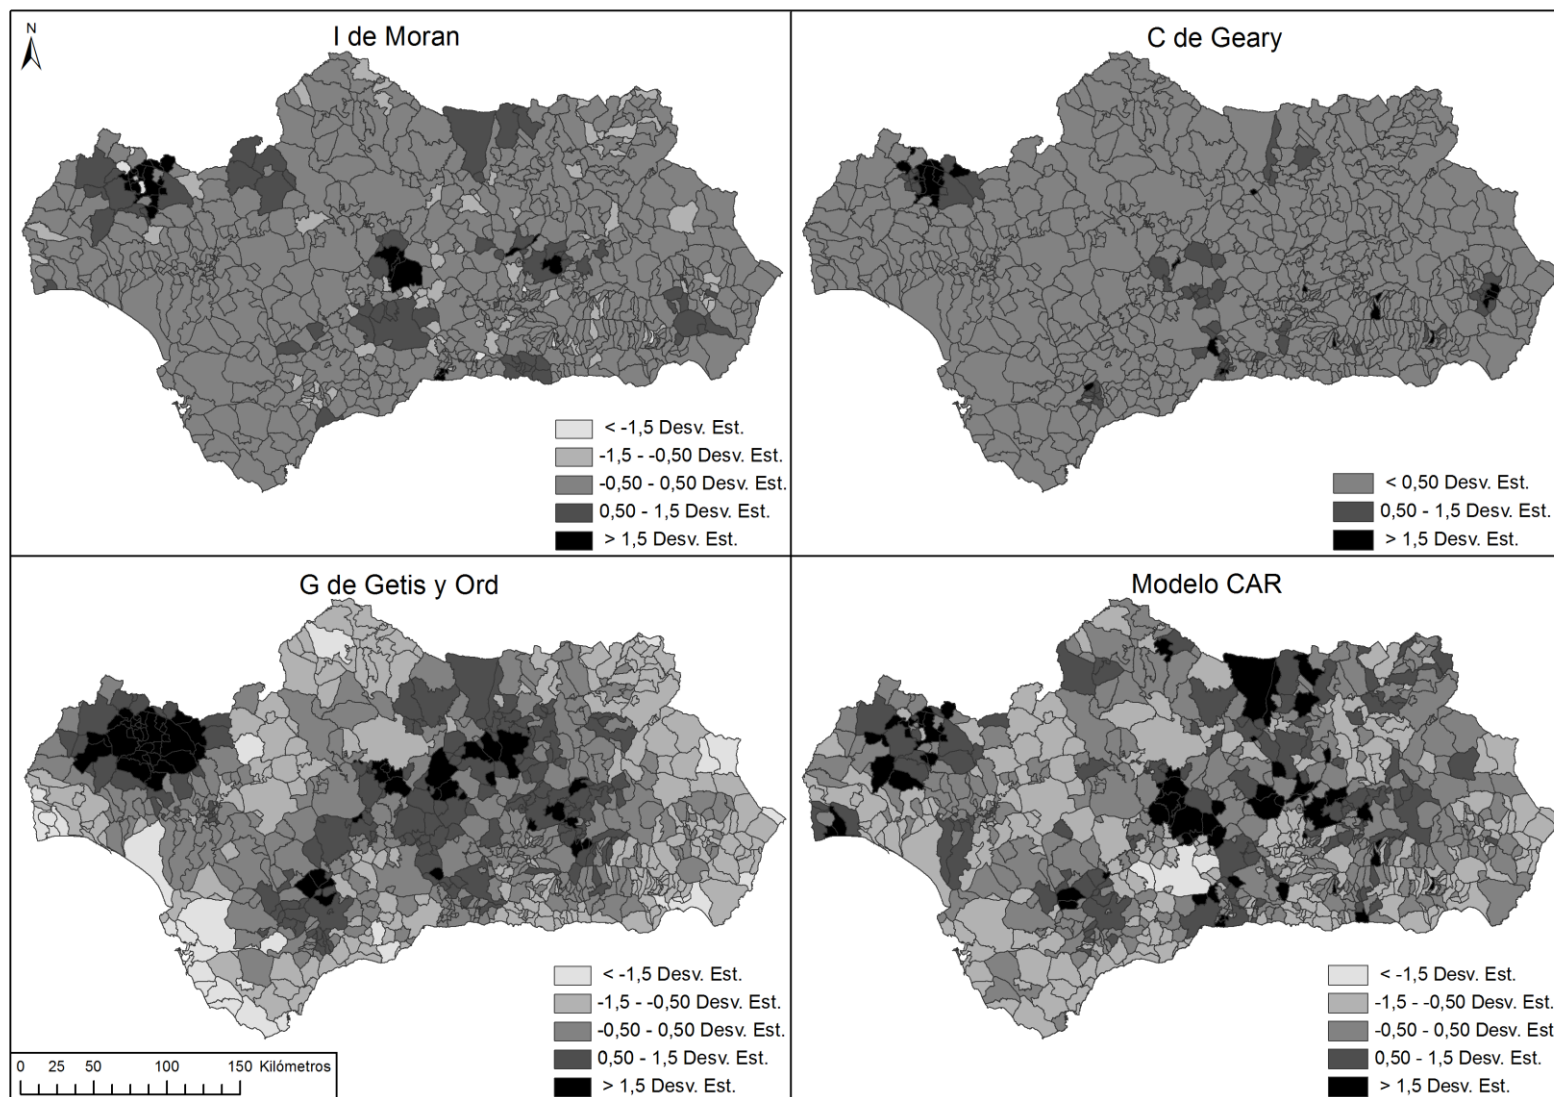 I de Moran
N
< -1,5 Desv. Est.
-1,5 - -0,50 Desv. Est.
-0,50 - 0,50 Desv. Est.
0,50 - 1,5 Desv. Est.
> 1,5 Desv. Est.
C de Geary
< 0,50 Desv. Est.
0,50 - 1,5 Desv. Est.
> 1,5 Desv. Est.
G de Getis y Ord
< -1,5 Desv. Est.
-1,5 - -0,50 Desv. Est.
-0,50 - 0,50 Desv. Est.
0,50 - 1,5 Desv. Est.
> 1,5 Desv. Est.
0 25 50 100 150 Kilómetros
Modelo CAR
< -1,5 Desv. Est.
-1,5 - -0,50 Desv. Est.
-0,50 - 0,50 Desv. Est.
0,50 - 1,5 Desv. Est.
> 1,5 Desv. Est.